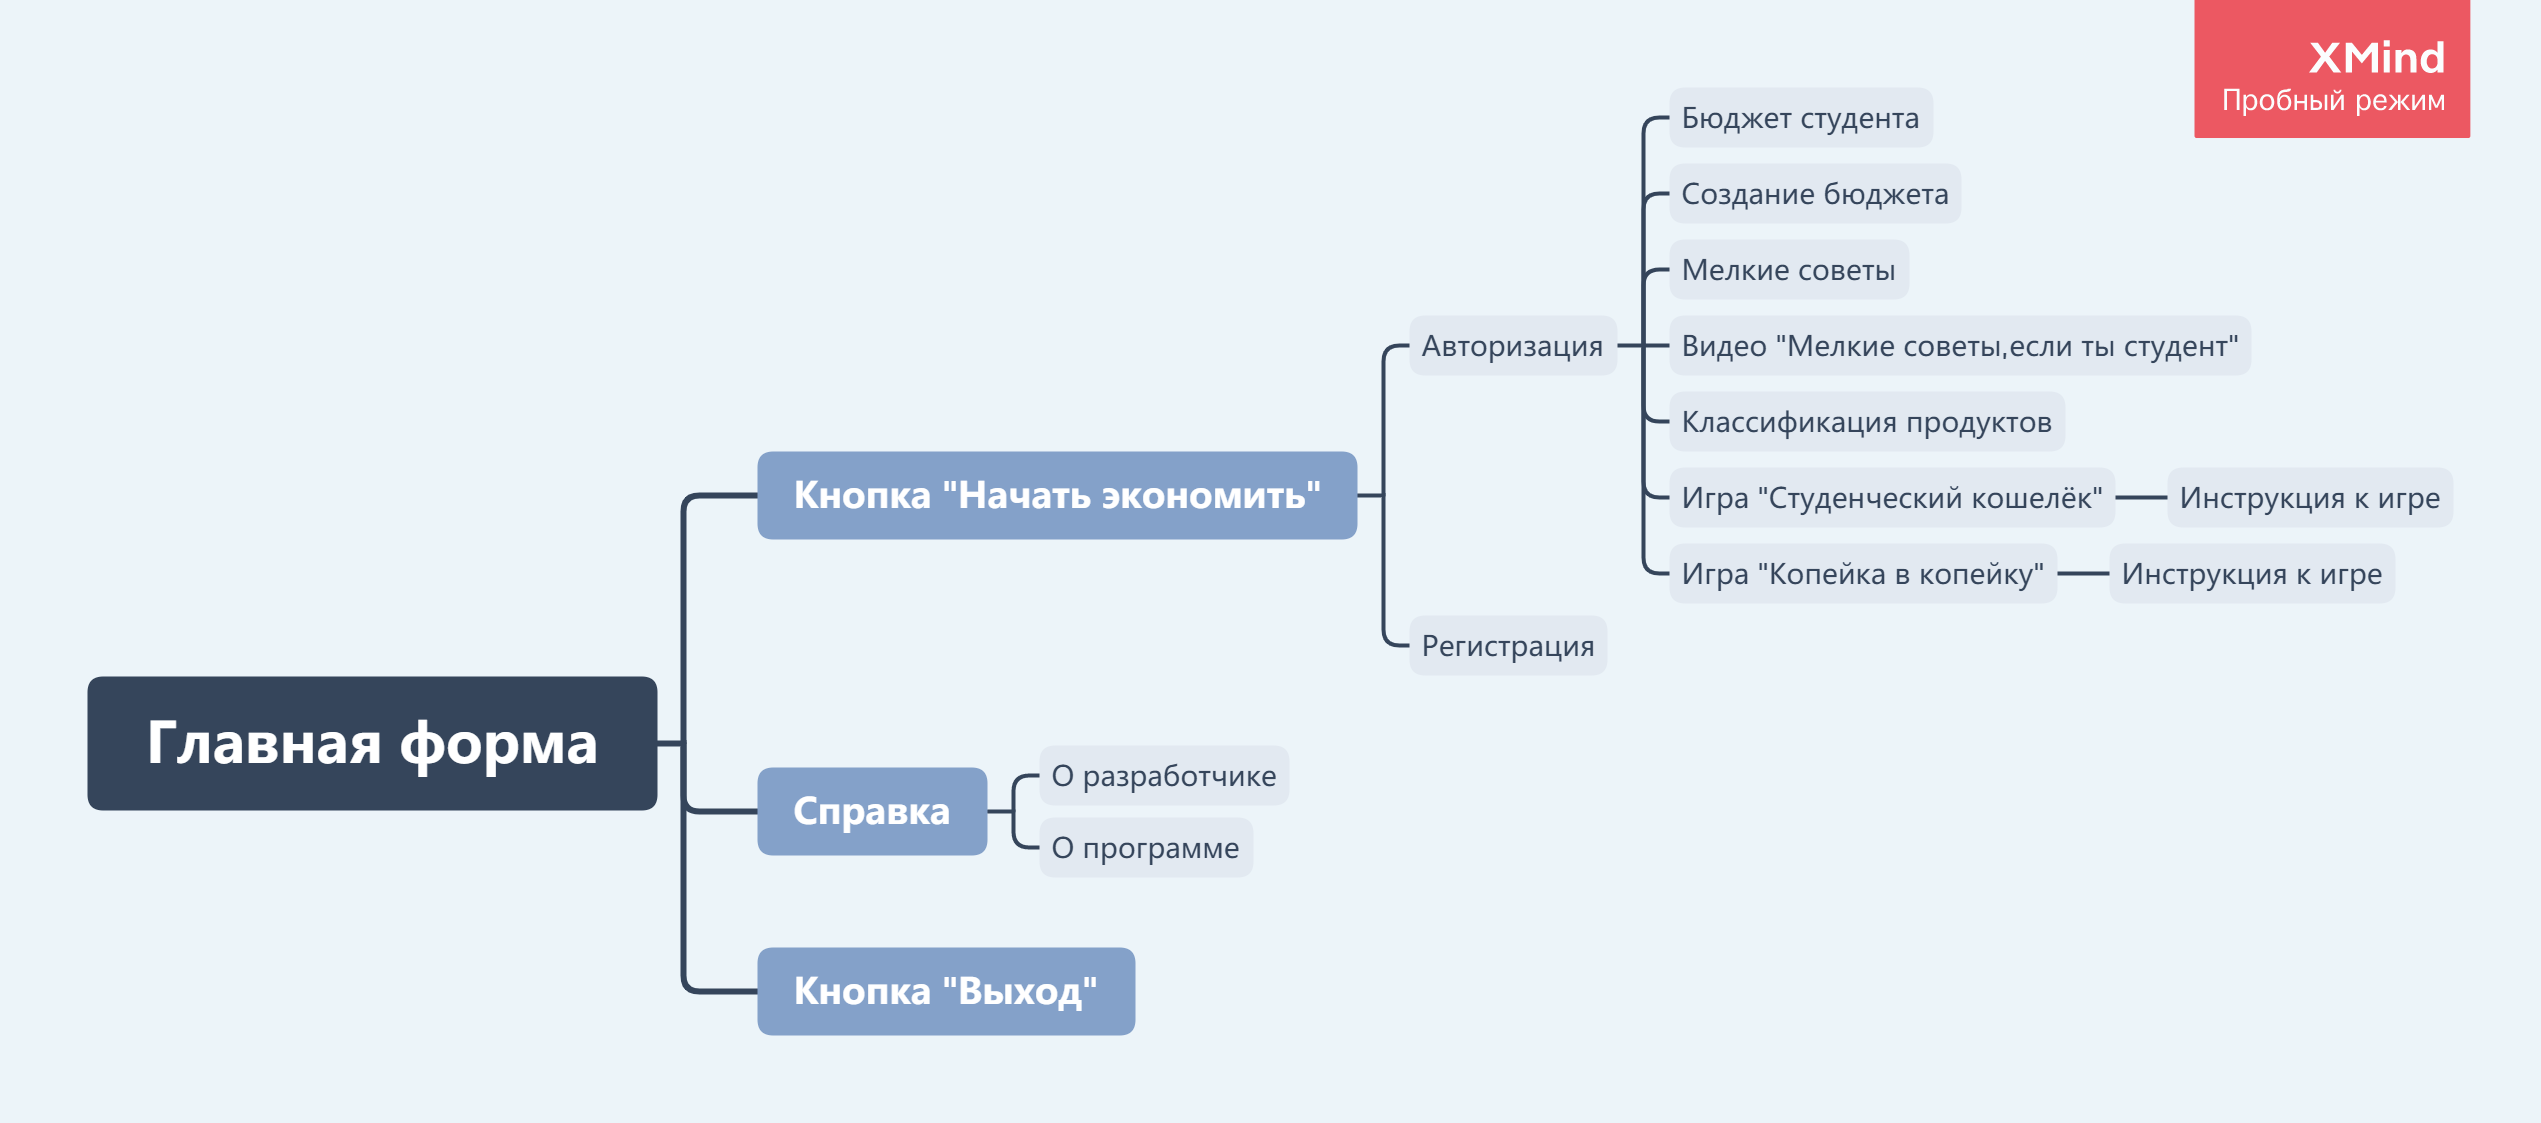 XMind
Пробный режим
Главная форма
Кнопка "Начать экономить"
Авторизация
Бюджет студента
Создание бюджета
Мелкие советы
Видео "Мелкие советы,если ты студент"
Классификация продуктов
Игра "Студенческий кошелёк"
Инструкция к игре
Игра "Копейка в копейку"
Инструкция к игре
Регистрация
Справка
О разработчике
О программе
Кнопка "Выход"